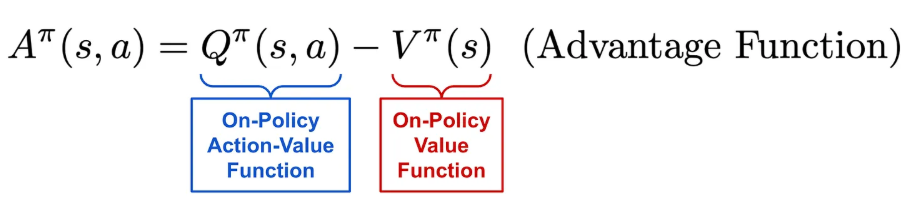 A^π(s, a) = Q^π(s, a) − V^π(s) (Advantage Function)
On-Policy
Action-Value
Function
On-Policy
Value
Function